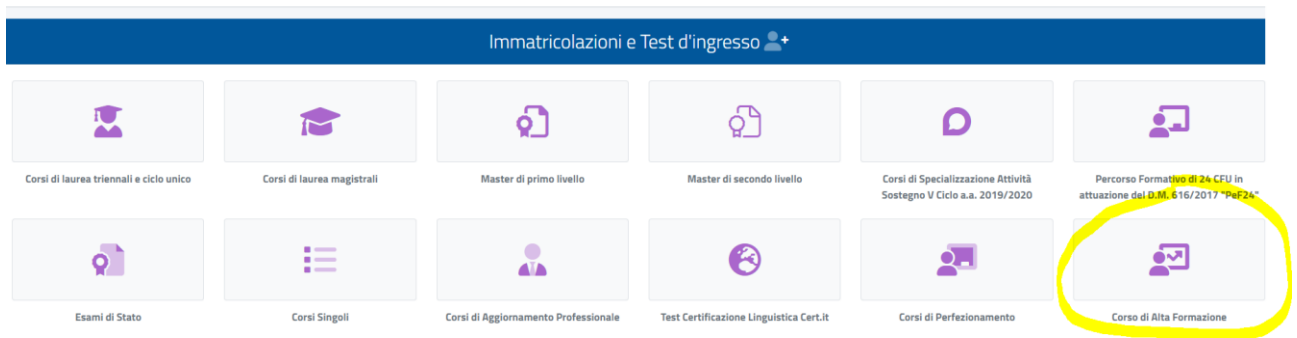 Immatricolazioni e Test d'ingresso
Corsi di laurea triennali e ciclo unico
Corsi di laurea magistrali
Master di primo livello
Master di secondo livello
Corsi di Specializzazione Attività
Sostegno V Ciclo a.a. 2019/2020
Percorso Formativo di 24 CFU in
attuazione del D.M. 616/2017 "PeF24"
Esami di Stato
Corsi Singoli
Corsi di Aggiornamento Professionale
Test Certificazione Linguistica Cert.it
Corsi di Perfezionamento
Corso di Alta Formazione